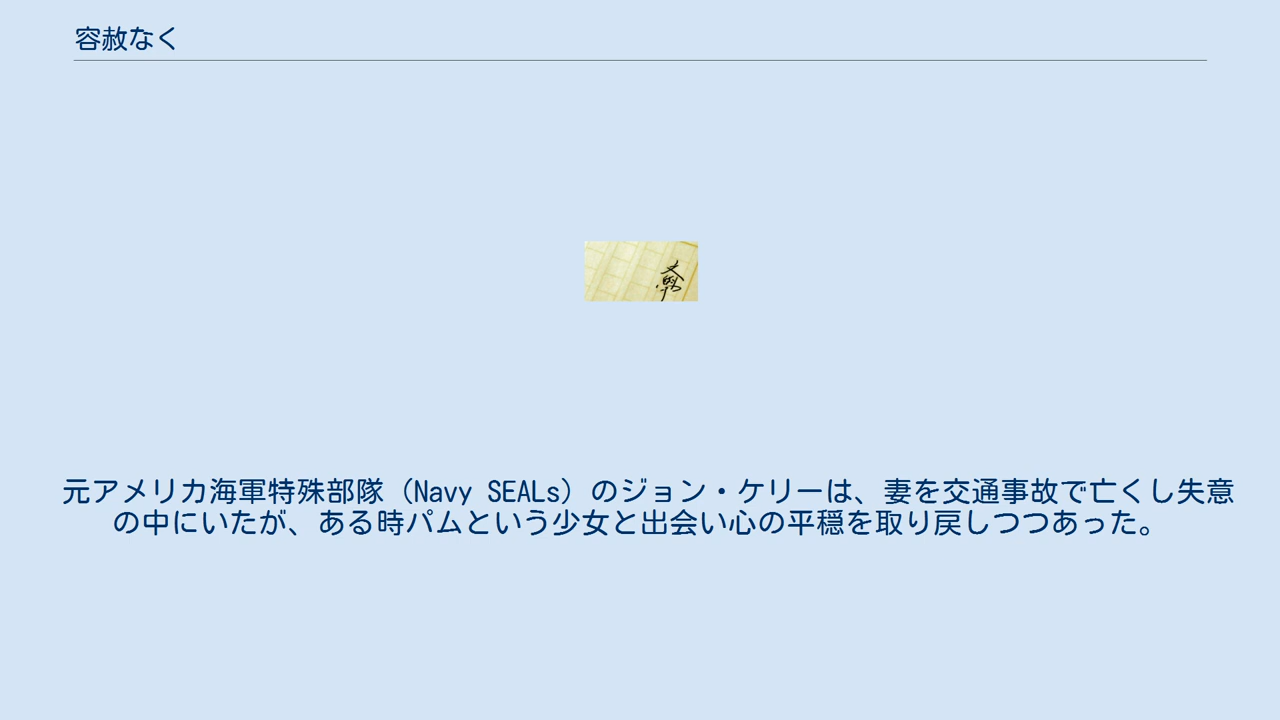 容赦なく
元アメリカ海軍特殊部隊（Navy SEALs）のジョン・ケリーは、妻を交通事故で亡くし失意
の中にいたが、ある時パムという少女と出会い心の平穏を取り戻しつつあった。